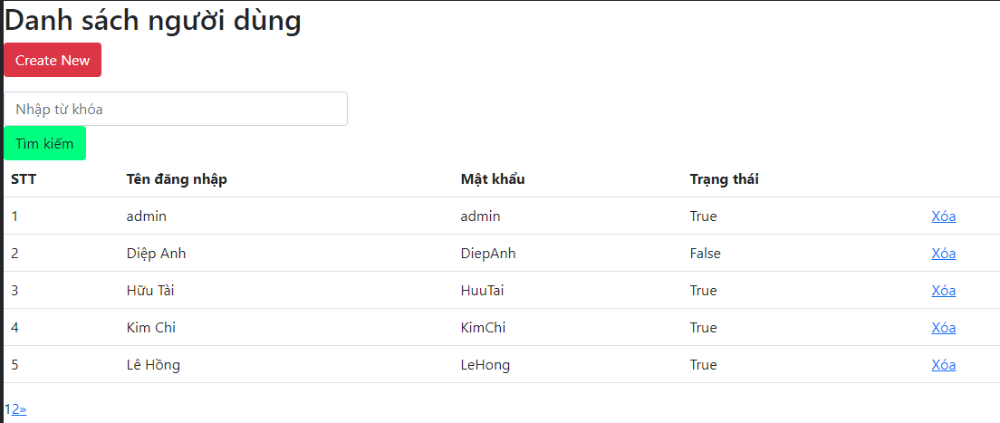 Danh sách người dùng
Create New
Nhập từ khóa
Tìm kiếm
STT Tên đăng nhập Mật khẩu Trạng thái
1 admin admin True Xóa
2 Diệp Anh DiepAnh False Xóa
3 Hữu Tài HuuTai True Xóa
4 Kim Chi KimChi True Xóa
5 Lê Hồng LeHong True Xóa
12»